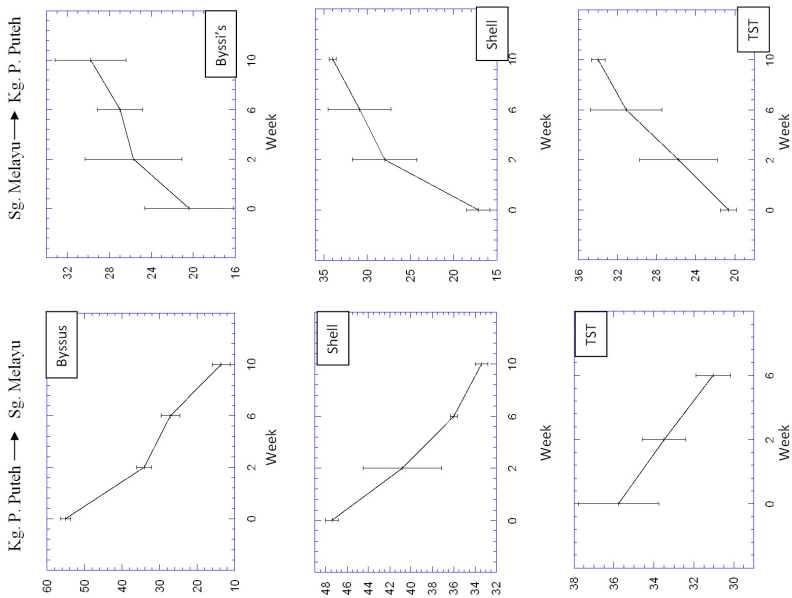 Kg. P. Puteh → Sg. Melayu
Byssus
60
50
40
30
20
10
0 2 6 10
Week
Sg. Melayu → Kg. P. Puteh
Byssi's
32
28
24
20
16
0 2 6 10
Week
Shell
48
46
44
42
40
38
36
34
32
0 2 6 10
Week
Shell
35
30
25
20
15
0 2 6 10
Week
TST
38
36
34
32
30
0 2 6
Week
TST
36
32
28
24
20
0 2 6 10
Week